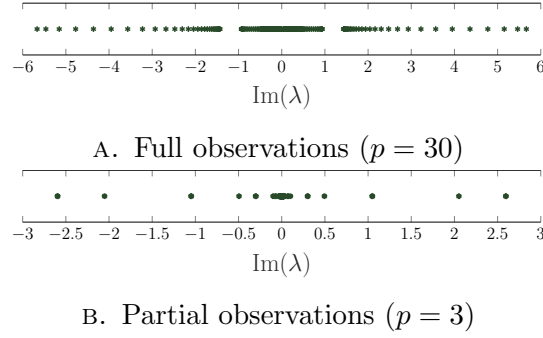 −6 −5 −4 −3 −2 −1 0 1 2 3 4 5 6
Im(λ)
A. Full observations (p = 30)
−3 −2.5 −2 −1.5 −1 −0.5 0 0.5 1 1.5 2 2.5 3
Im(λ)
B. Partial observations (p = 3)